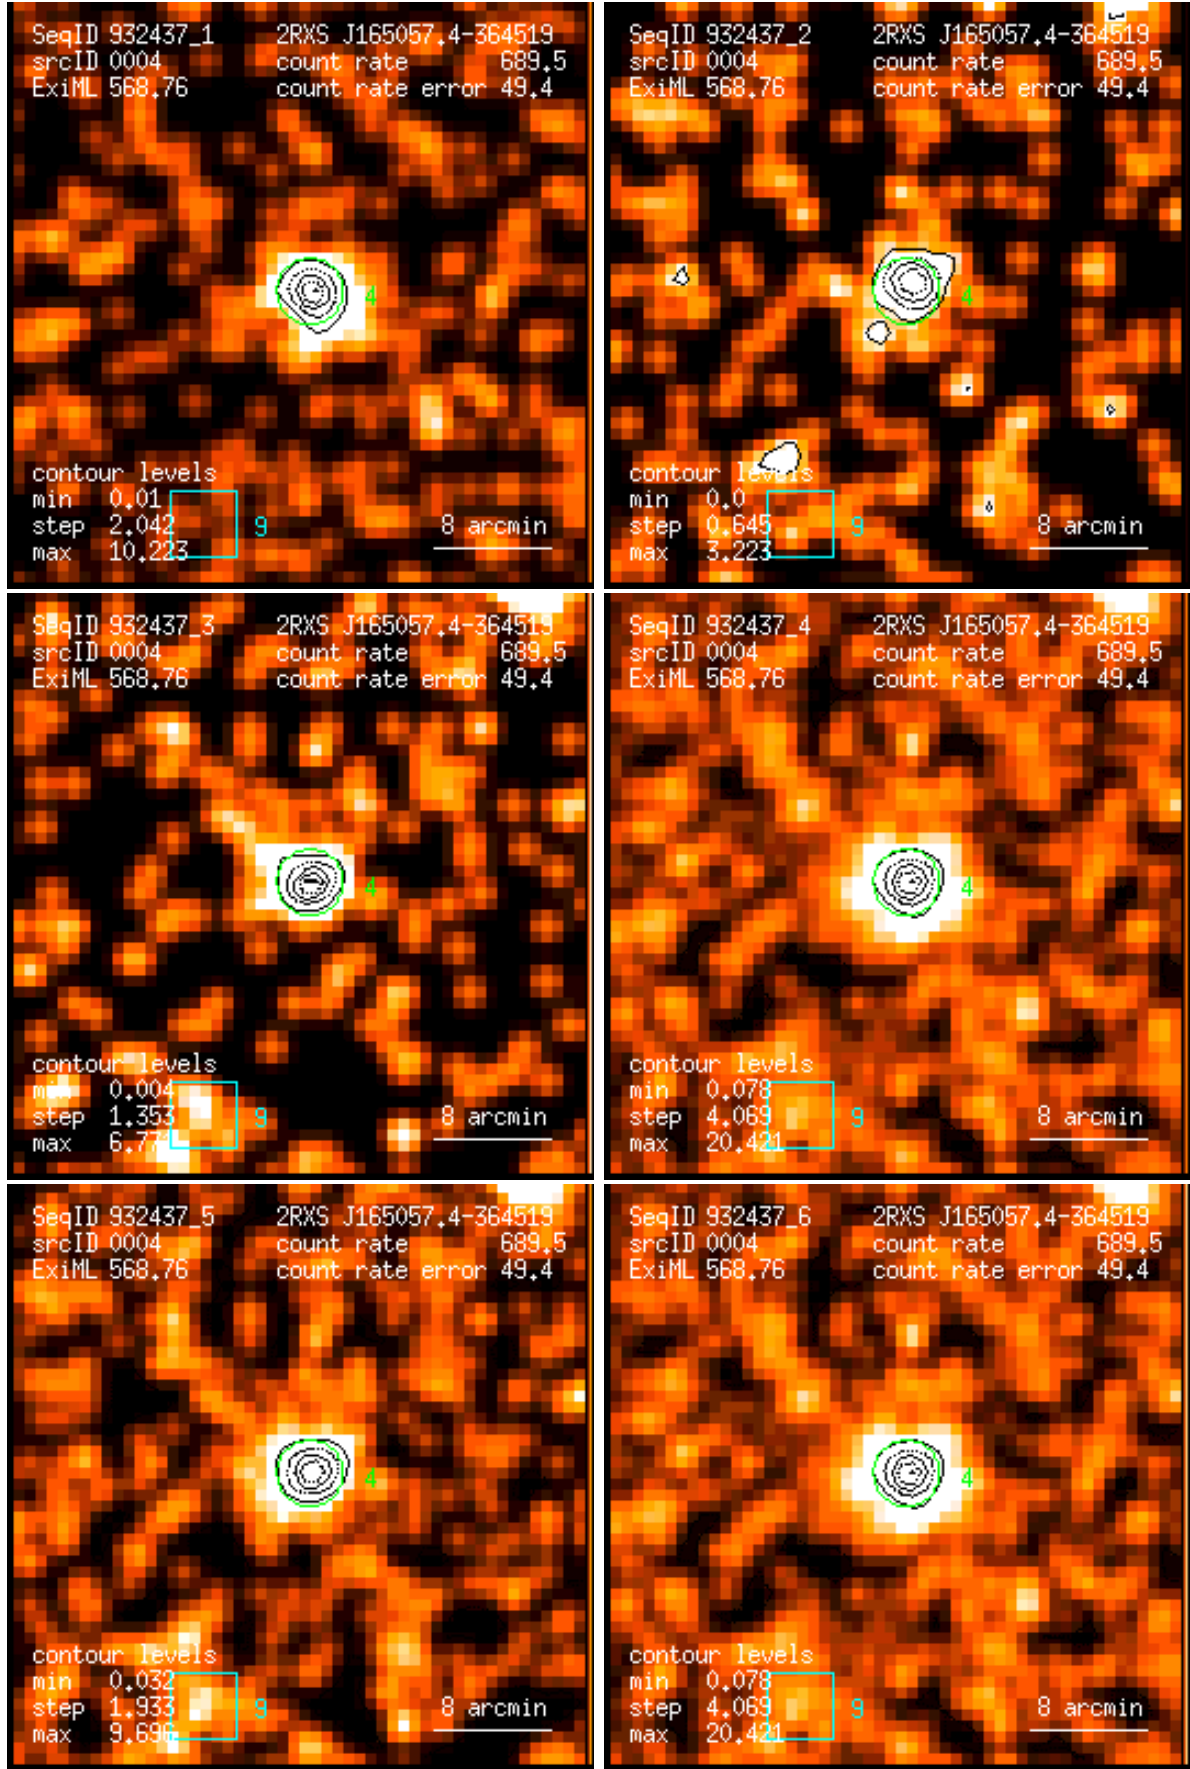 SeqID 932437_1 2RXS J165057.4-364519
srcID 0004 count rate 689.5
ExiML 568.76 count rate error 49.4
4
contour levels
min 0.01
step 2.042 9 8 arcmin
max 10.223
SeqID 932437_2 2RXS J165057.4-364519
srcID 0004 count rate 689.5
ExiML 568.76 count rate error 49.4
4
contour levels
min 0.0
step 0.645 9 8 arcmin
max 3.223
SeqID 932437_3 2RXS J165057.4-364519
srcID 0004 count rate 689.5
ExiML 568.76 count rate error 49.4
4
contour levels
min 0.004
step 1.353 9 8 arcmin
max
SeqID 932437_4 2RXS J165057.4-364519
srcID 0004 count rate 689.5
ExiML 568.76 count rate error 49.4
4
contour levels
min 0.078
step 4.069 9 8 arcmin
max 20.421
SeqID 932437_5 2RXS J165057.4-364519
srcID 0004 count rate 689.5
ExiML 568.76 count rate error 49.4
4
contour levels
min 0.032
step 1.933 9 8 arcmin
max 9.696
SeqID 932437_6 2RXS J165057.4-364519
srcID 0004 count rate 689.5
ExiML 568.76 count rate error 49.4
4
contour levels
min 0.078
step 4.069 9 8 arcmin
max 20.421